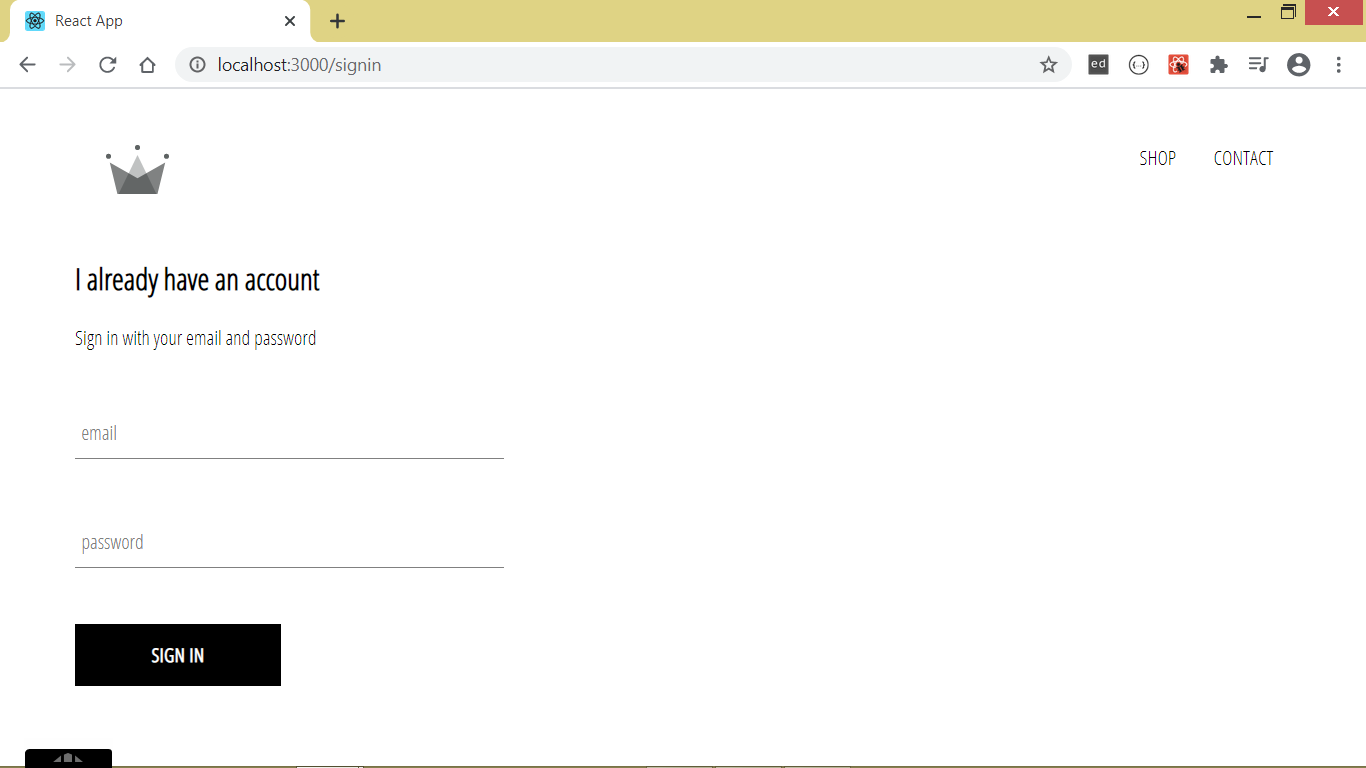 React App
localhost:3000/signin
ed
{···}
SHOP CONTACT
I already have an account
Sign in with your email and password
email
password
SIGN IN